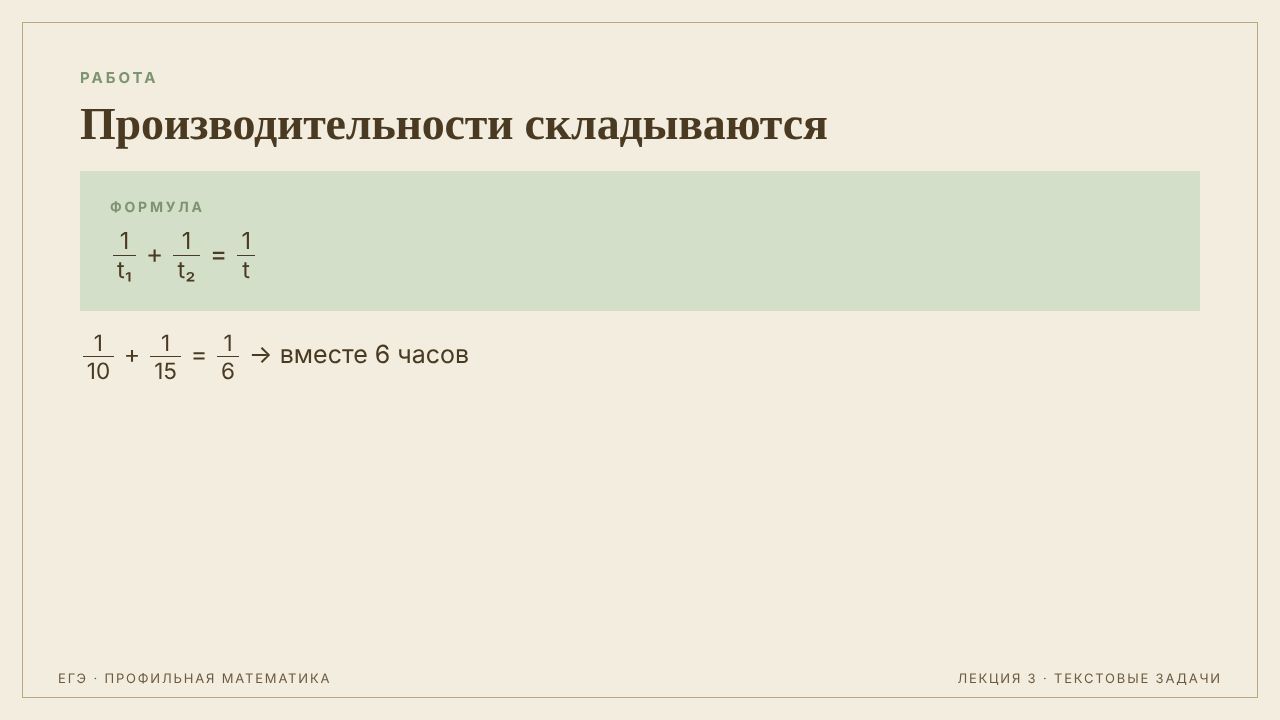 РАБОТА
Производительности складываются
ФОРМУЛА
1/t₁ + 1/t₂ = 1/t
1/10 + 1/15 = 1/6 → вместе 6 часов
ЕГЭ · ПРОФИЛЬНАЯ МАТЕМАТИКА
ЛЕКЦИЯ 3 · ТЕКСТОВЫЕ ЗАДАЧИ